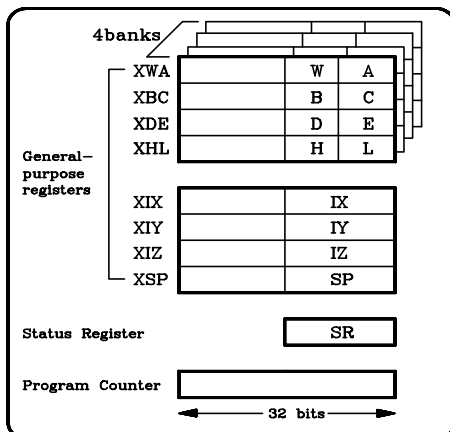 4banks
XWA W A
XBC B C
XDE D E
XHL H L
General-
purpose
registers
XIX IX
XIY IY
XIZ IZ
XSP SP
Status Register SR
Program Counter
32 bits